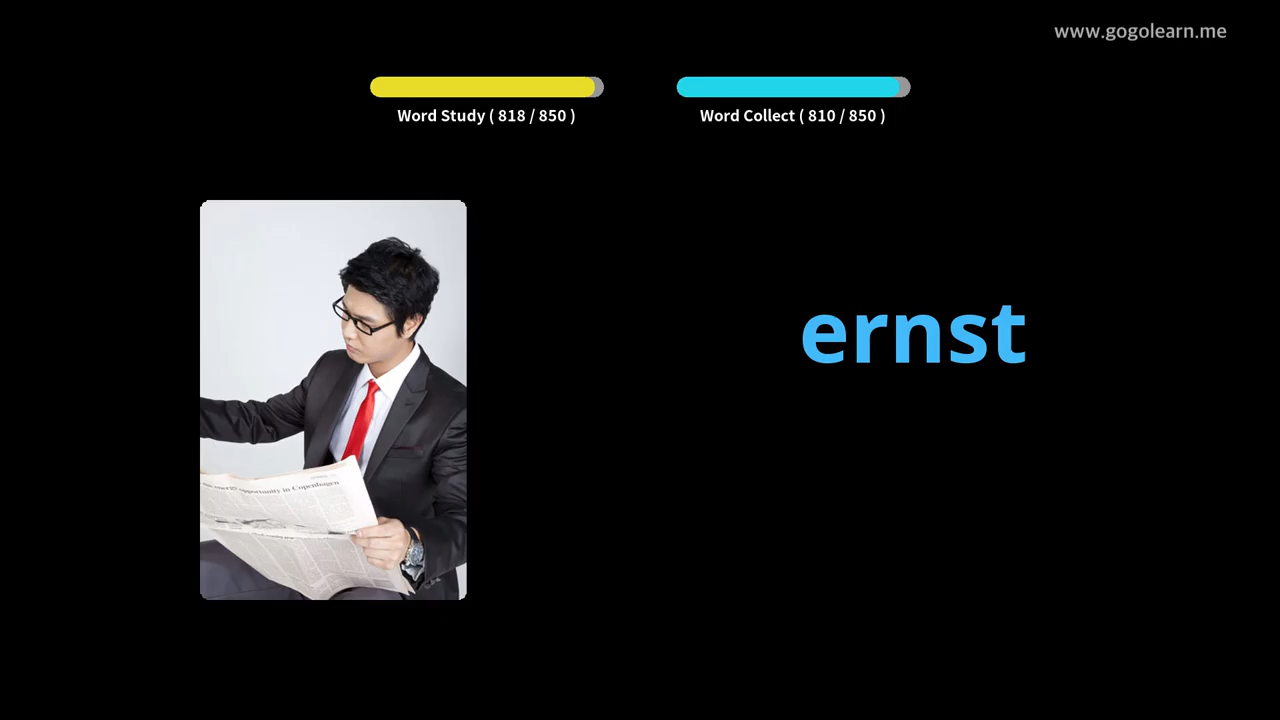 www.gogolearn.me
Word Study ( 818 / 850 )
Word Collect ( 810 / 850 )
ernst
opportunity in Copenhagen